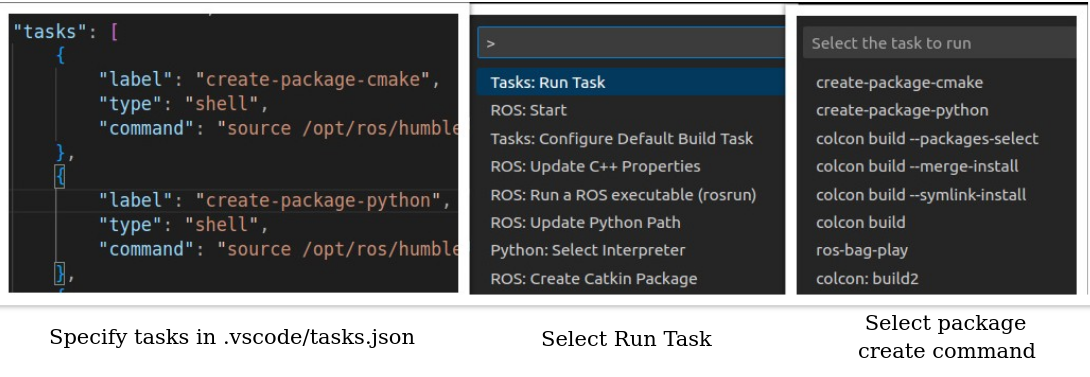 "tasks": [
{
"label": "create-package-cmake",
"type": "shell",
"command": "source /opt/ros/humble
},
{
"label": "create-package-python",
"type": "shell",
"command": "source /opt/ros/humble
},
>
Tasks: Run Task
ROS: Start
Tasks: Configure Default Build Task
ROS: Update C++ Properties
ROS: Run a ROS executable (rosrun)
ROS: Update Python Path
Python: Select Interpreter
ROS: Create Catkin Package
Select the task to run
create-package-cmake
create-package-python
colcon build --packages-select
colcon build --merge-install
colcon build --symlink-install
colcon build
ros-bag-play
colcon: build2
Specify tasks in .vscode/tasks.json
Select Run Task
Select package
create command